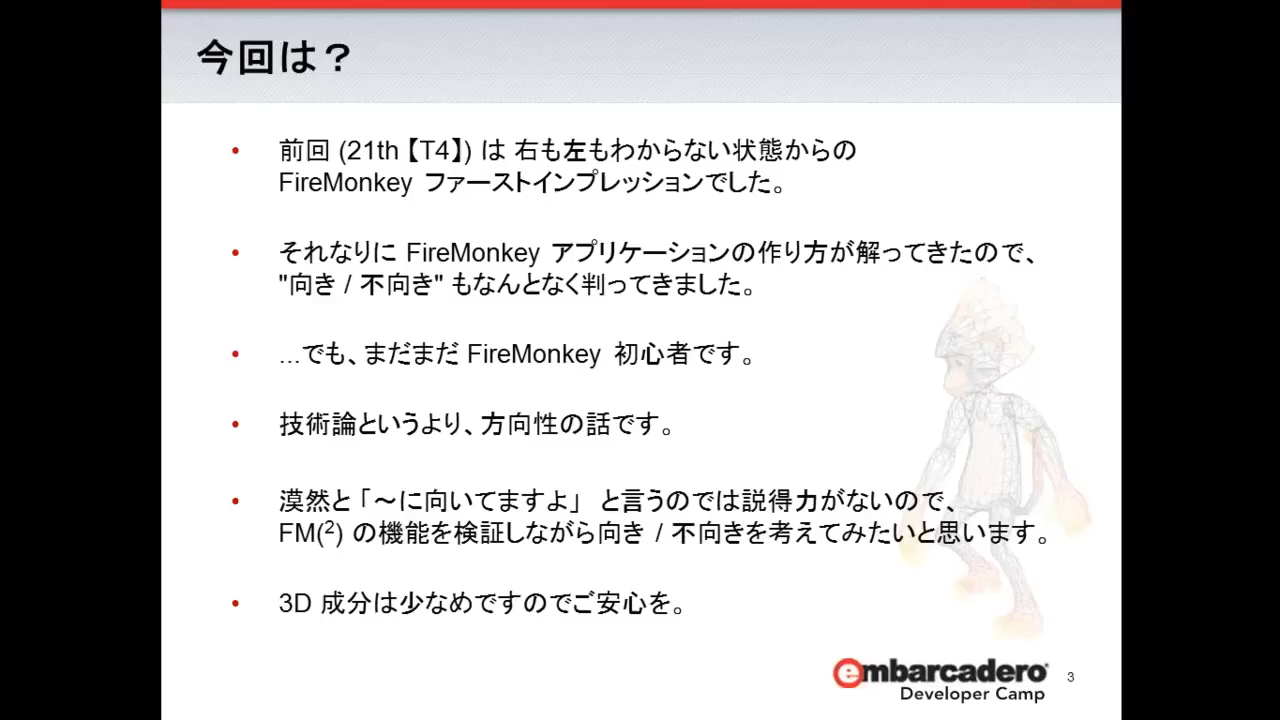 今回は？
• 前回 (21th【T4】) は 右も左もわからない状態からの
FireMonkey ファーストインプレッションでした。
• それなりに FireMonkey アプリケーションの作り方が解ってきたので、
"向き / 不向き" もなんとなく判ってきました。
• …でも、まだまだ FireMonkey 初心者です。
• 技術論というより、方向性の話です。
• 漠然と「～に向いてますよ」 と言うのでは説得力がないので、
FM(²) の機能を検証しながら向き / 不向きを考えてみたいと思います。
• 3D 成分は少なめですのでご安心を。
embarcadero®
Developer Camp
3